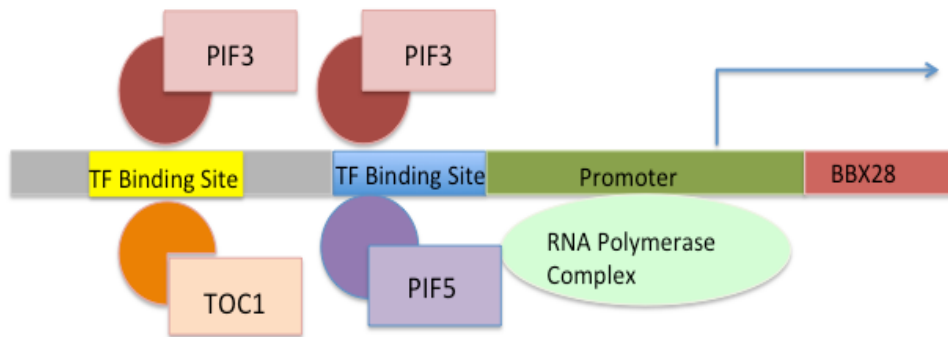 PIF3
PIF3
TF Binding Site
TF Binding Site
Promoter
BBX28
TOC1
PIF5
RNA Polymerase
Complex